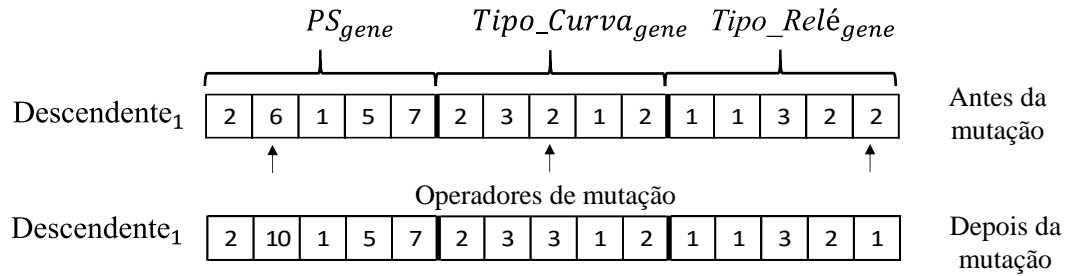 PS_gene Tipo_Curva_gene Tipo_Relé_gene
Descendente₁ 2 6 1 5 7 2 3 2 1 2 1 1 3 2 2 Antes da
mutação
Operadores de mutação
Descendente₁ 2 10 1 5 7 2 3 3 1 2 1 1 3 2 1 Depois da
mutação